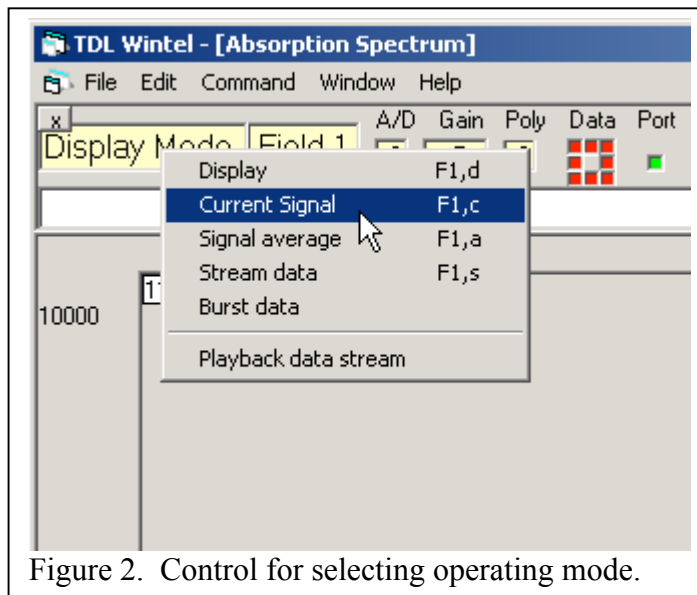 TDL Wintel - [Absorption Spectrum]
File Edit Command Window Help
x
A/D Gain Poly Data Port
Display Mode Field 1
Display F1,d
Current Signal F1,c
Signal average F1,a
Stream data F1,s
Burst data
Playback data stream
10000
Figure 2. Control for selecting operating mode.